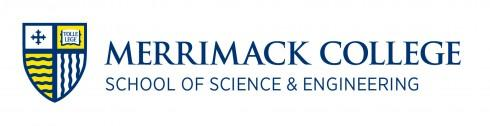 TOLLE
LEGE
MERRIMACK COLLEGE
SCHOOL OF SCIENCE & ENGINEERING